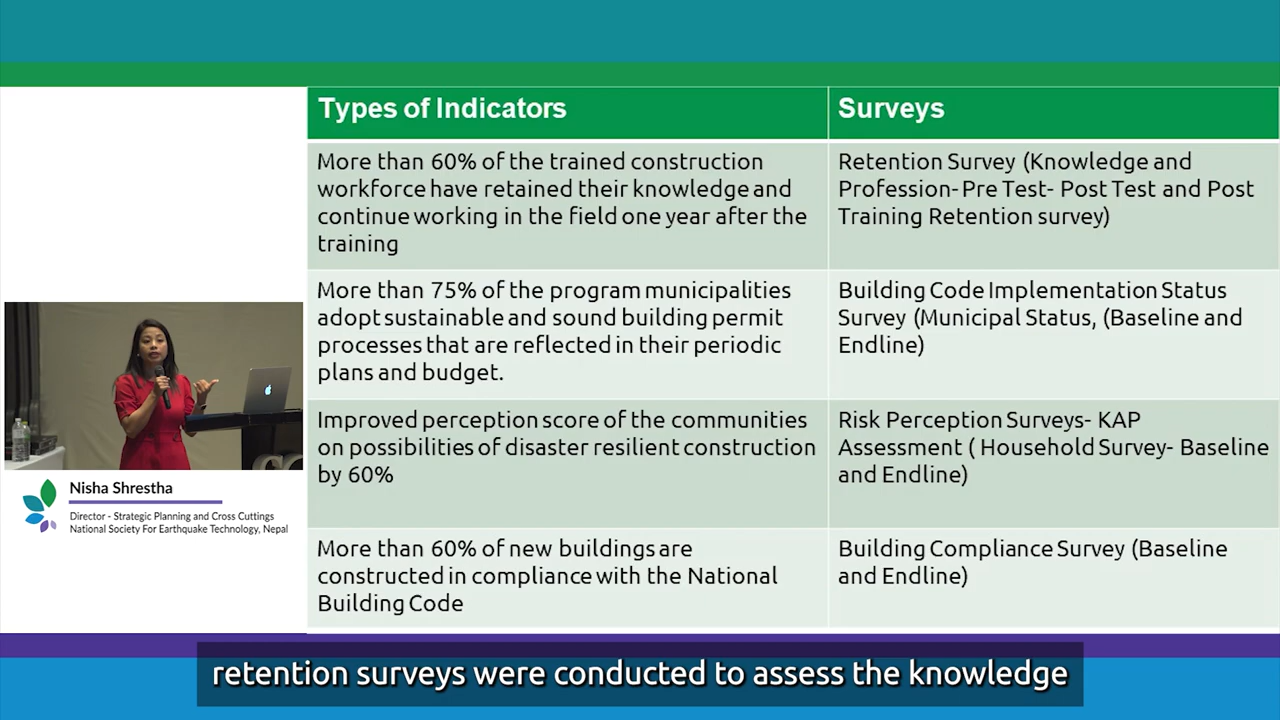 Types of Indicators
Surveys
More than 60% of the trained construction
workforce have retained their knowledge and
continue working in the field one year after the
training
Retention Survey (Knowledge and
Profession- Pre Test- Post Test and Post
Training Retention survey)
More than 75% of the program municipalities
adopt sustainable and sound building permit
processes that are reflected in their periodic
plans and budget.
Building Code Implementation Status
Survey (Municipal Status, (Baseline and
Endline)
Improved perception score of the communities
on possibilities of disaster resilient construction
by 60%
Risk Perception Surveys- KAP
Assessment ( Household Survey- Baseline
and Endline)
More than 60% of new buildings are
constructed in compliance with the National
Building Code
Building Compliance Survey (Baseline
and Endline)
Nisha Shrestha
Director - Strategic Planning and Cross Cuttings
National Society For Earthquake Technology, Nepal
retention surveys were conducted to assess the knowledge